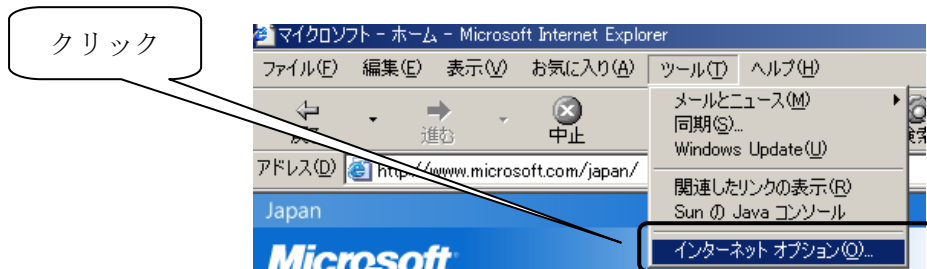 クリック
マイクロソフト - ホーム - Microsoft Internet Explorer
ファイル(F) 編集(E) 表示(V) お気に入り(A) ツール(T) ヘルプ(H)
進む 中止
アドレス(D) http://www.microsoft.com/japan/
メールとニュース(M)
同期(S)...
Windows Update(U)
関連したリンクの表示(R)
Sun の Java コンソール
インターネット オプション(O)...
Japan
Microsoft